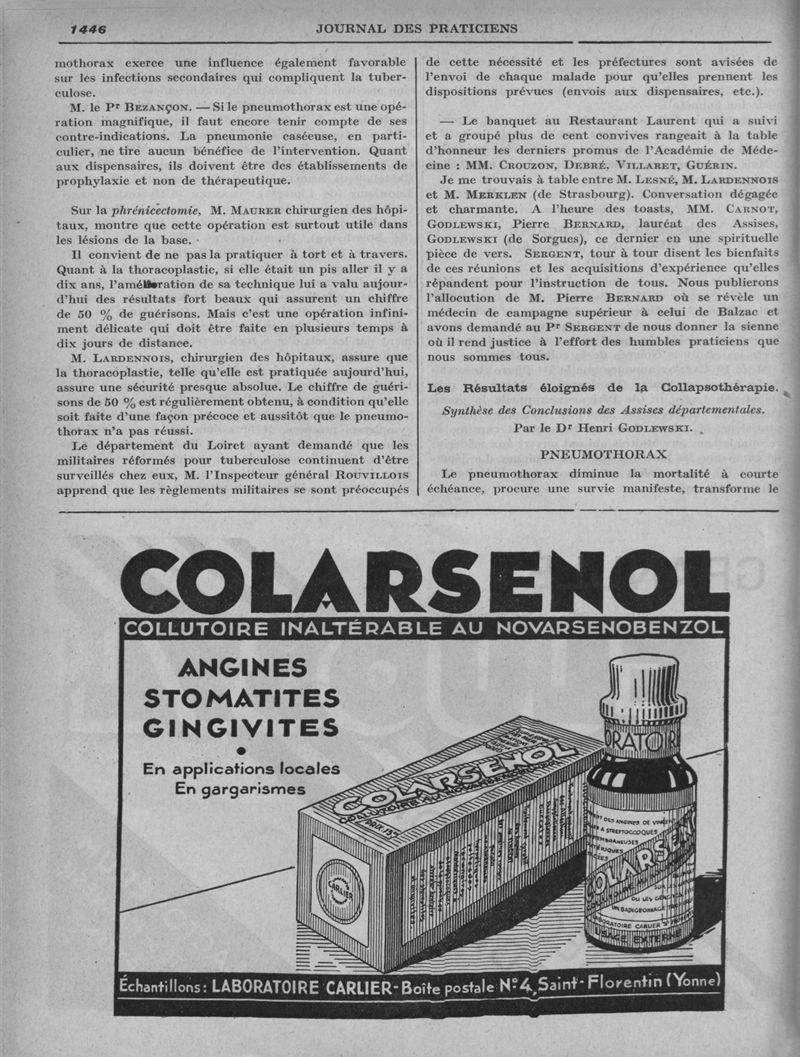 1446
JOURNAL DES PRATICIENS
mothorax exerce une influence également favorable
sur les infections secondaires qui compliquent la tuber-
culose.
M. le Pr BÉZANÇON. — Si le pneumothorax est une opé-
ration magnifique, il faut encore tenir compte de ses
contre-indications. La pneumonie caséeuse, en parti-
culier, ne tire aucun bénéfice de l'intervention. Quant
aux dispensaires, ils doivent être des établissements de
prophylaxie et non de thérapeutique.
Sur la phrénicectomie, M. MAURER chirurgien des hôpi-
taux, montre que cette opération est surtout utile dans
les lésions de la base.
Il convient de ne pas la pratiquer à tort et à travers.
Quant à la thoracoplastie, si elle était un pis aller il y a
dix ans, l'amélioration de sa technique lui a valu aujour-
d'hui des résultats fort beaux qui assurent un chiffre
de 50 % de guérisons. Mais c'est une opération infini-
ment délicate qui doit être faite en plusieurs temps à
dix jours de distance.
M. LARDENNOIS, chirurgien des hôpitaux, assure que
la thoracoplastie, telle qu'elle est pratiquée aujourd'hui,
assure une sécurité presque absolue. Le chiffre de guéri-
sons de 50 % est régulièrement obtenu, à condition qu'elle
soit faite d'une façon précoce et aussitôt que le pneumo-
thorax n'a pas réussi.
Le département du Loiret ayant demandé que les
militaires réformés pour tuberculose continuent d'être
surveillés chez eux, M. l'Inspecteur général ROUVILLOIS
apprend que les règlements militaires se sont préoccupés
de cette nécessité et les préfectures sont avisées de
l'envoi de chaque malade pour qu'elles prennent les
dispositions prévues (envois aux dispensaires, etc.).
— Le banquet au Restaurant Laurent qui a suivi
et a groupé plus de cent convives rangeait à la table
d'honneur les derniers promus de l'Académie de Méde-
cine : MM. CROUZON, DEBRÉ, VILLARET, GUÉRIN.
Je me trouvais à table entre M. LESNÉ, M. LARDENNOIS
et M. MERKLEN (de Strasbourg). Conversation dégagée
et charmante. A l'heure des toasts, MM. CARNOT,
GODLEWSKI, Pierre BERNARD, lauréat des Assises,
GODLEWSKI (de Sorgues), ce dernier en une spirituelle
pièce de vers. SERGENT, tour à tour disent les bienfaits
de ces réunions et les acquisitions d'expérience qu'elles
répandent pour l'instruction de tous. Nous publierons
l'allocution de M. Pierre BERNARD où se révèle un
médecin de campagne supérieur à celui de Balzac et
avons demandé au Pr SERGENT de nous donner la sienne
où il rend justice à l'effort des humbles praticiens que
nous sommes tous.
Les Résultats éloignés de la Collapsothérapie.
Synthèse des Conclusions des Assises départementales.
Par le Dr Henri GODLEWSKI.
PNEUMOTHORAX
Le pneumothorax diminue la mortalité à courte
échéance, procure une survie manifeste, transforme le
COLARSENOL
COLLUTOIRE INALTÉRABLE AU NOVARSENOBENZOL
ANGINES
STOMATITES
GINGIVITES
•
En applications locales
En gargarismes
COLARSENOL
COLLUTOIRE AU NOVARSENOBENZOL
CARLIER
ORATOIRE
DES ANGINES DE
A STREPTOCOQUES
COLARSEN
OU LES
EN BADIGEONNAGE
LABORATOIRE CARLIER
USAGE EXTERNE
Échantillons: LABORATOIRE CARLIER-Boîte postale N°4, Saint-Florentin (Yonne)